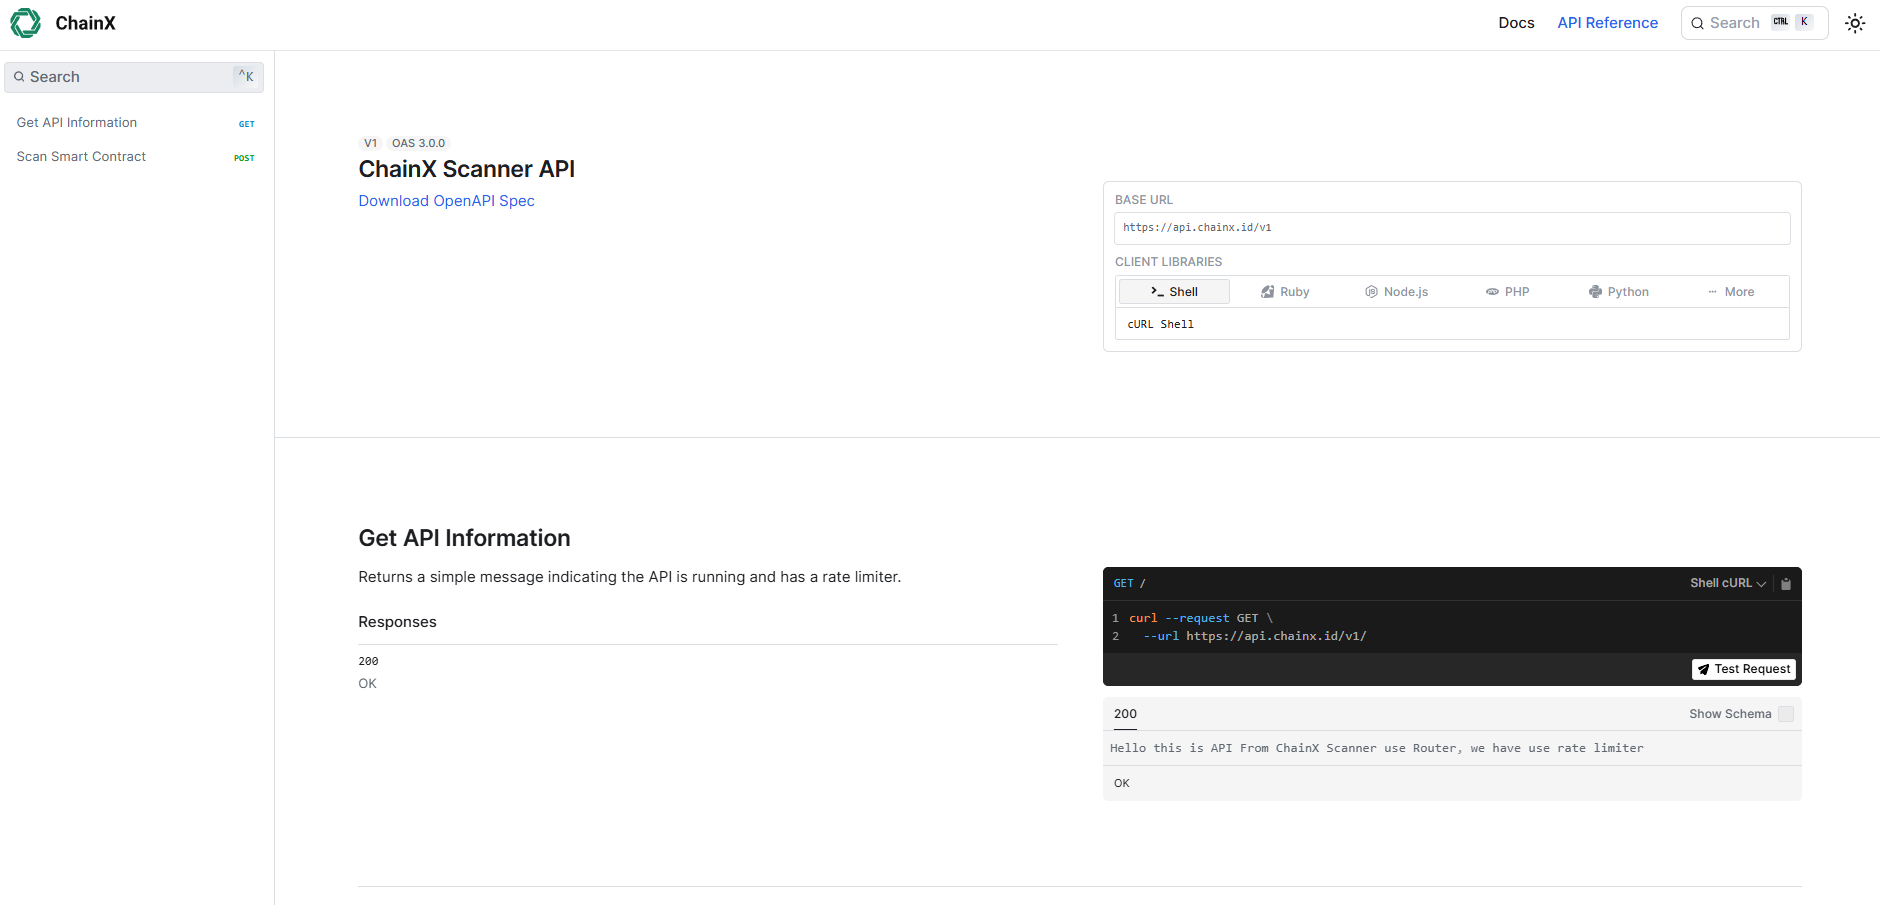 ChainX
Docs
API Reference
Search
CTRL K
Search
^K
Get API Information
GET
Scan Smart Contract
POST
V1
OAS 3.0.0
ChainX Scanner API
Download OpenAPI Spec
BASE URL
https://api.chainx.id/v1
CLIENT LIBRARIES
>_ Shell
Ruby
Node.js
PHP
Python
··· More
cURL Shell
Get API Information
Returns a simple message indicating the API is running and has a rate limiter.
Responses
200
OK
GET /
Shell cURL
1 curl --request GET \
2 --url https://api.chainx.id/v1/
Test Request
200
Show Schema
Hello this is API From ChainX Scanner use Router, we have use rate limiter
OK